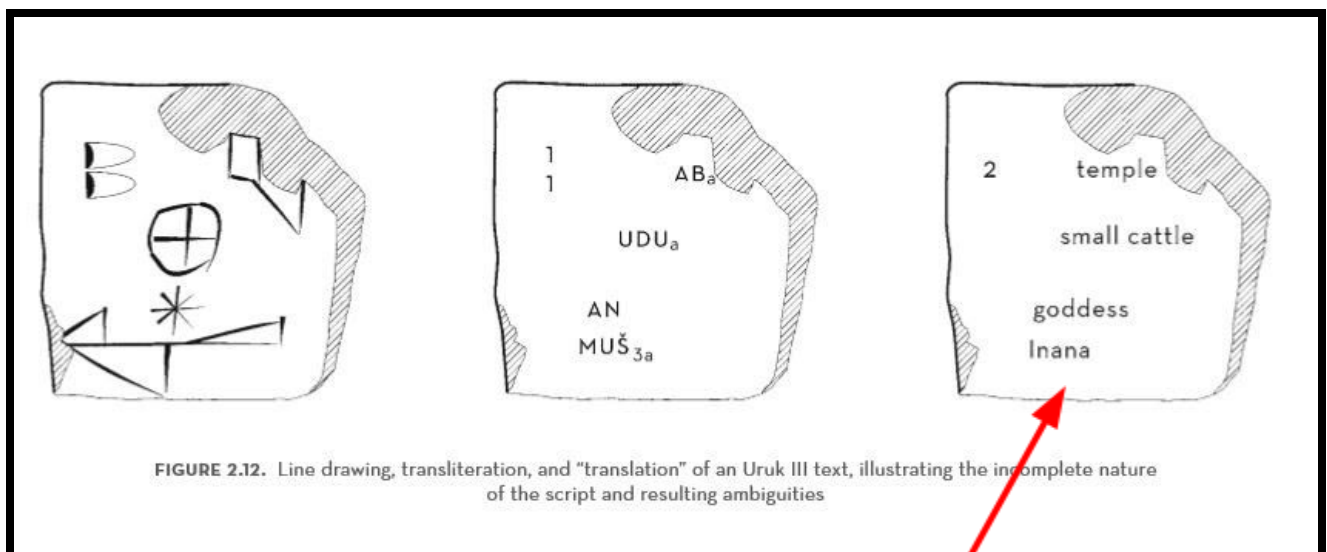 1
1
ABₐ
UDUₐ
AN
MUŠ₃ₐ
2 temple
small cattle
goddess
Inana
FIGURE 2.12. Line drawing, transliteration, and “translation” of an Uruk III text, illustrating the incomplete nature
of the script and resulting ambiguities